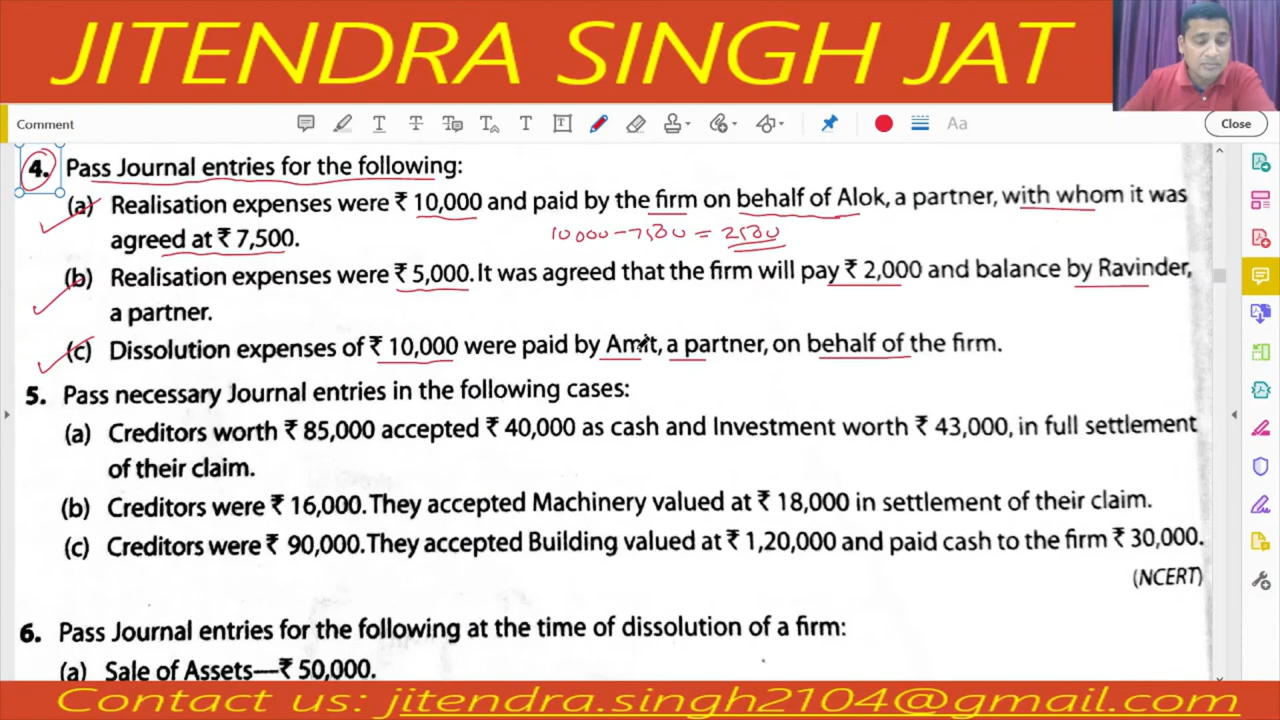 JITENDRA SINGH JAT
Comment
Aa
Close
4. Pass Journal entries for the following:
(a) Realisation expenses were ₹ 10,000 and paid by the firm on behalf of Alok, a partner, with whom it was
agreed at ₹ 7,500.
10000 - 7500 = 2500
(b) Realisation expenses were ₹ 5,000. It was agreed that the firm will pay ₹ 2,000 and balance by Ravinder,
a partner.
(c) Dissolution expenses of ₹ 10,000 were paid by Amit, a partner, on behalf of the firm.
5. Pass necessary Journal entries in the following cases:
(a) Creditors worth ₹ 85,000 accepted ₹ 40,000 as cash and Investment worth ₹ 43,000, in full settlement
of their claim.
(b) Creditors were ₹ 16,000. They accepted Machinery valued at ₹ 18,000 in settlement of their claim.
(c) Creditors were ₹ 90,000. They accepted Building valued at ₹ 1,20,000 and paid cash to the firm ₹ 30,000.
(NCERT)
6. Pass Journal entries for the following at the time of dissolution of a firm:
(a) Sale of Assets—₹ 50,000.
Contact us: jitendra.singh2104@gmail.com